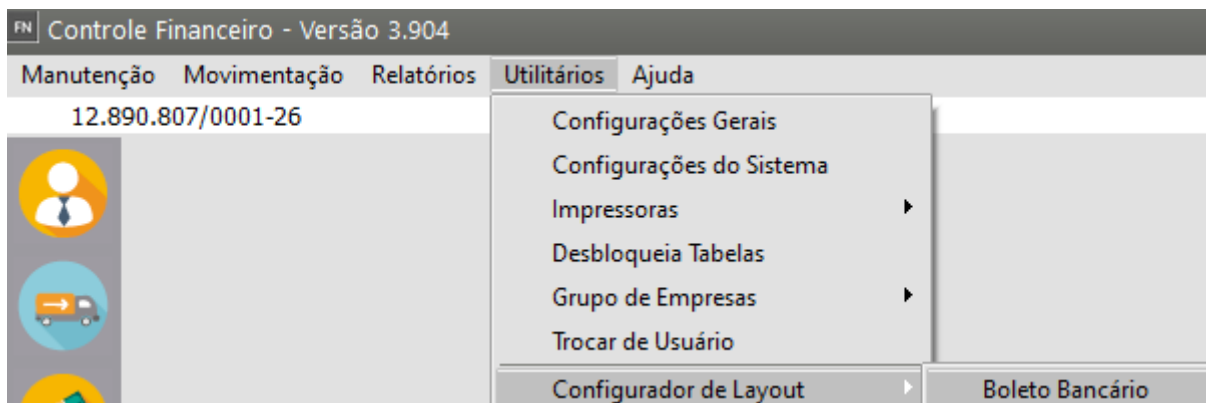 FN Controle Financeiro - Versão 3.904
Manutenção Movimentação Relatórios Utilitários Ajuda
12.890.807/0001-26
Configurações Gerais
Configurações do Sistema
Impressoras
Desbloqueia Tabelas
Grupo de Empresas
Trocar de Usuário
Configurador de Layout Boleto Bancário